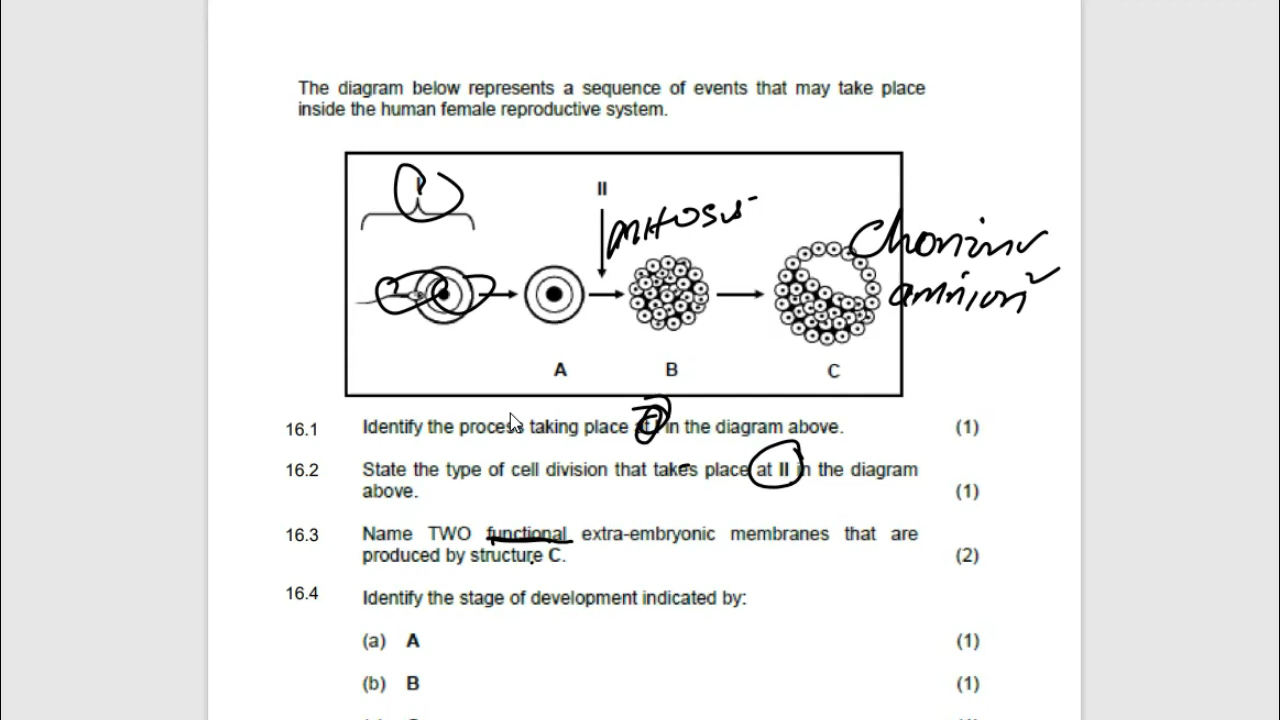 The diagram below represents a sequence of events that may take place
inside the human female reproductive system.
I
II
mitosis
Chorion
amnion
A
B
C
16.1 Identify the process taking place at I in the diagram above. (1)
16.2 State the type of cell division that takes place at II in the diagram
above. (1)
16.3 Name TWO functional extra-embryonic membranes that are
produced by structure C. (2)
16.4 Identify the stage of development indicated by:
(a) A (1)
(b) B (1)